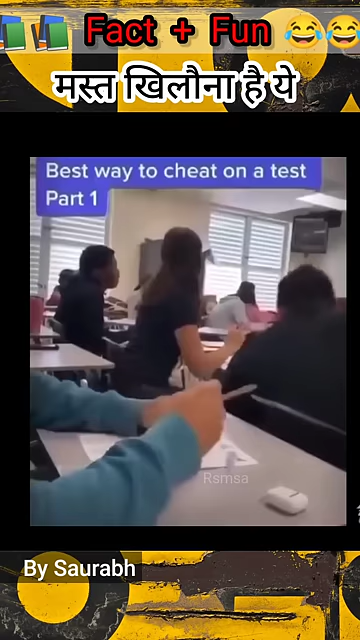 Fact + Fun
मस्त खिलौना है ये
Best way to cheat on a test
Part 1
Rsmsa
By Saurabh